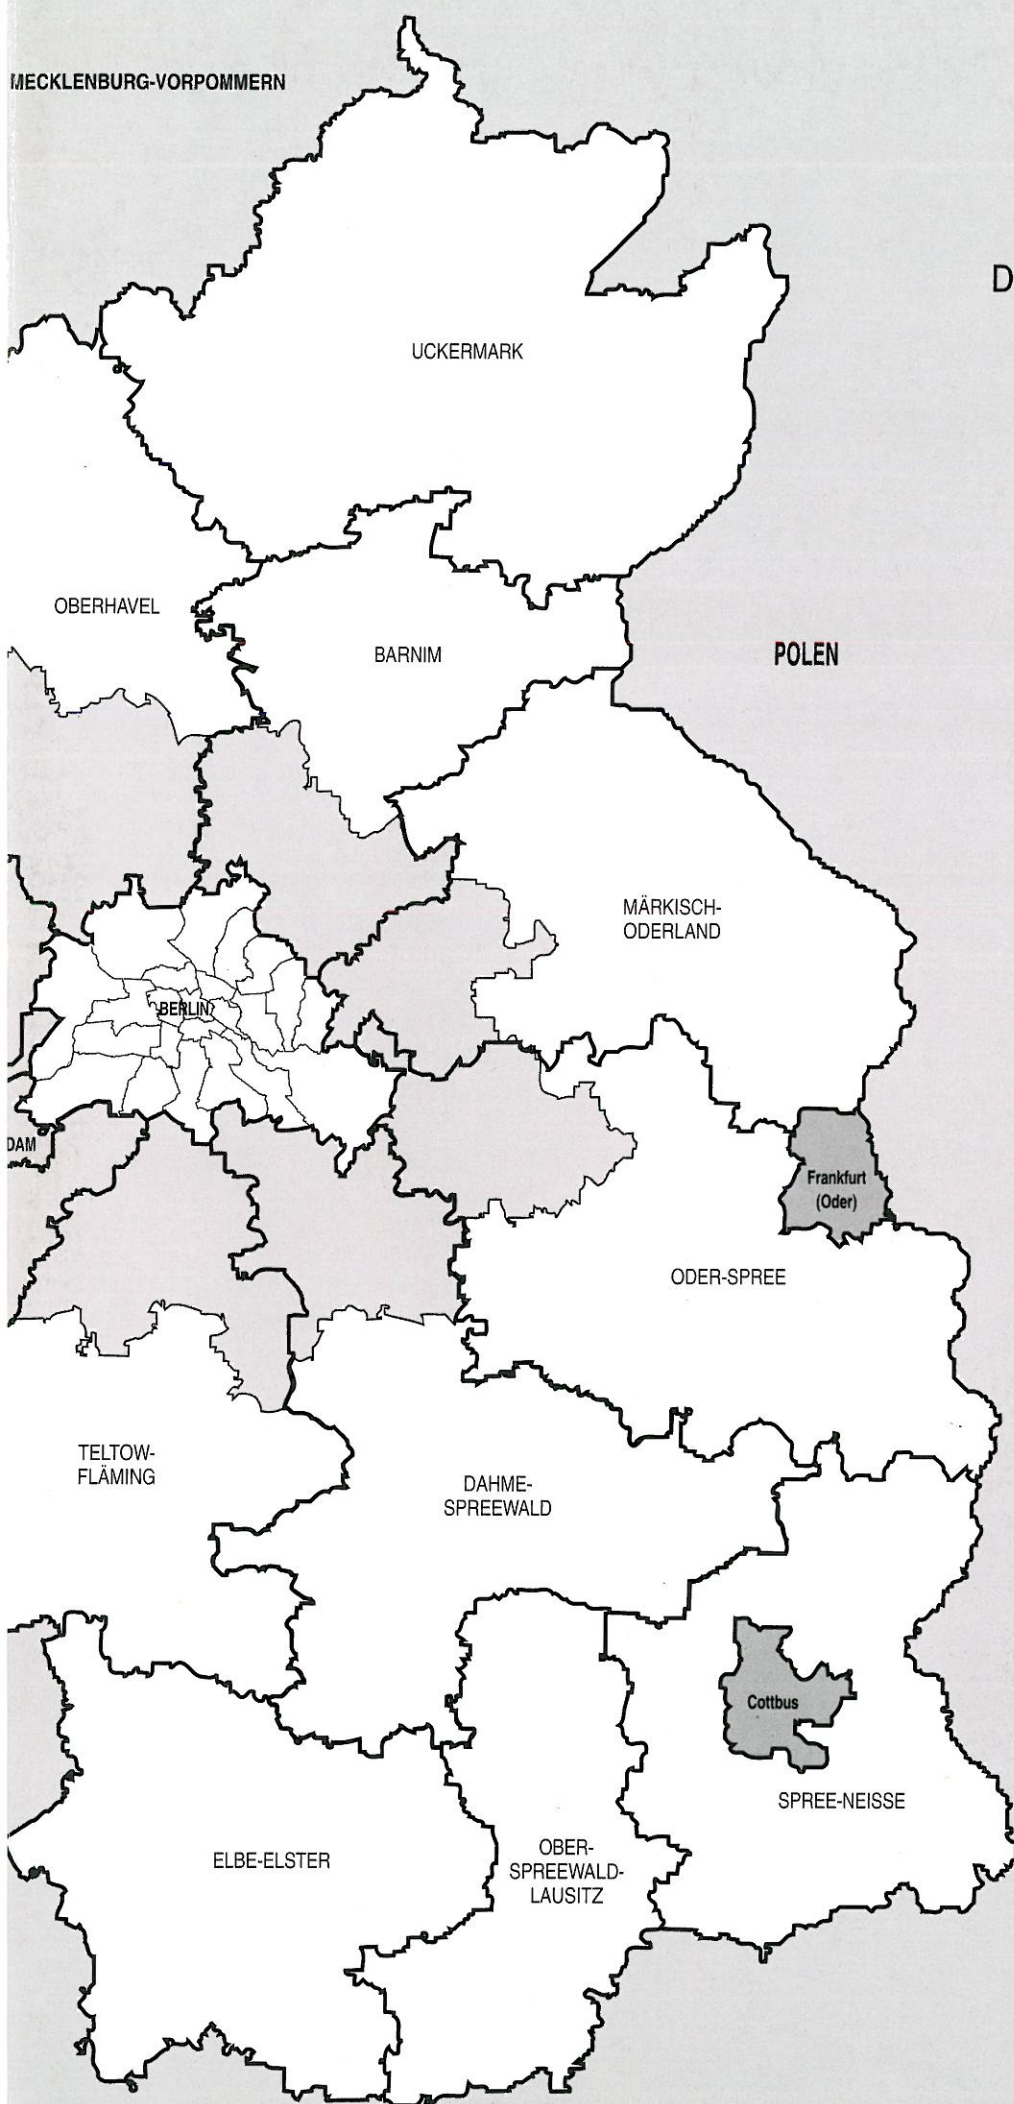 MECKLENBURG-VORPOMMERN
D
UCKERMARK
OBERHAVEL
BARNIM
POLEN
MÄRKISCH-
ODERLAND
BERLIN
DAM
Frankfurt
(Oder)
ODER-SPREE
TELTOW-
FLÄMING
DAHME-
SPREEWALD
Cottbus
SPREE-NEISSE
ELBE-ELSTER
OBER-
SPREEWALD-
LAUSITZ